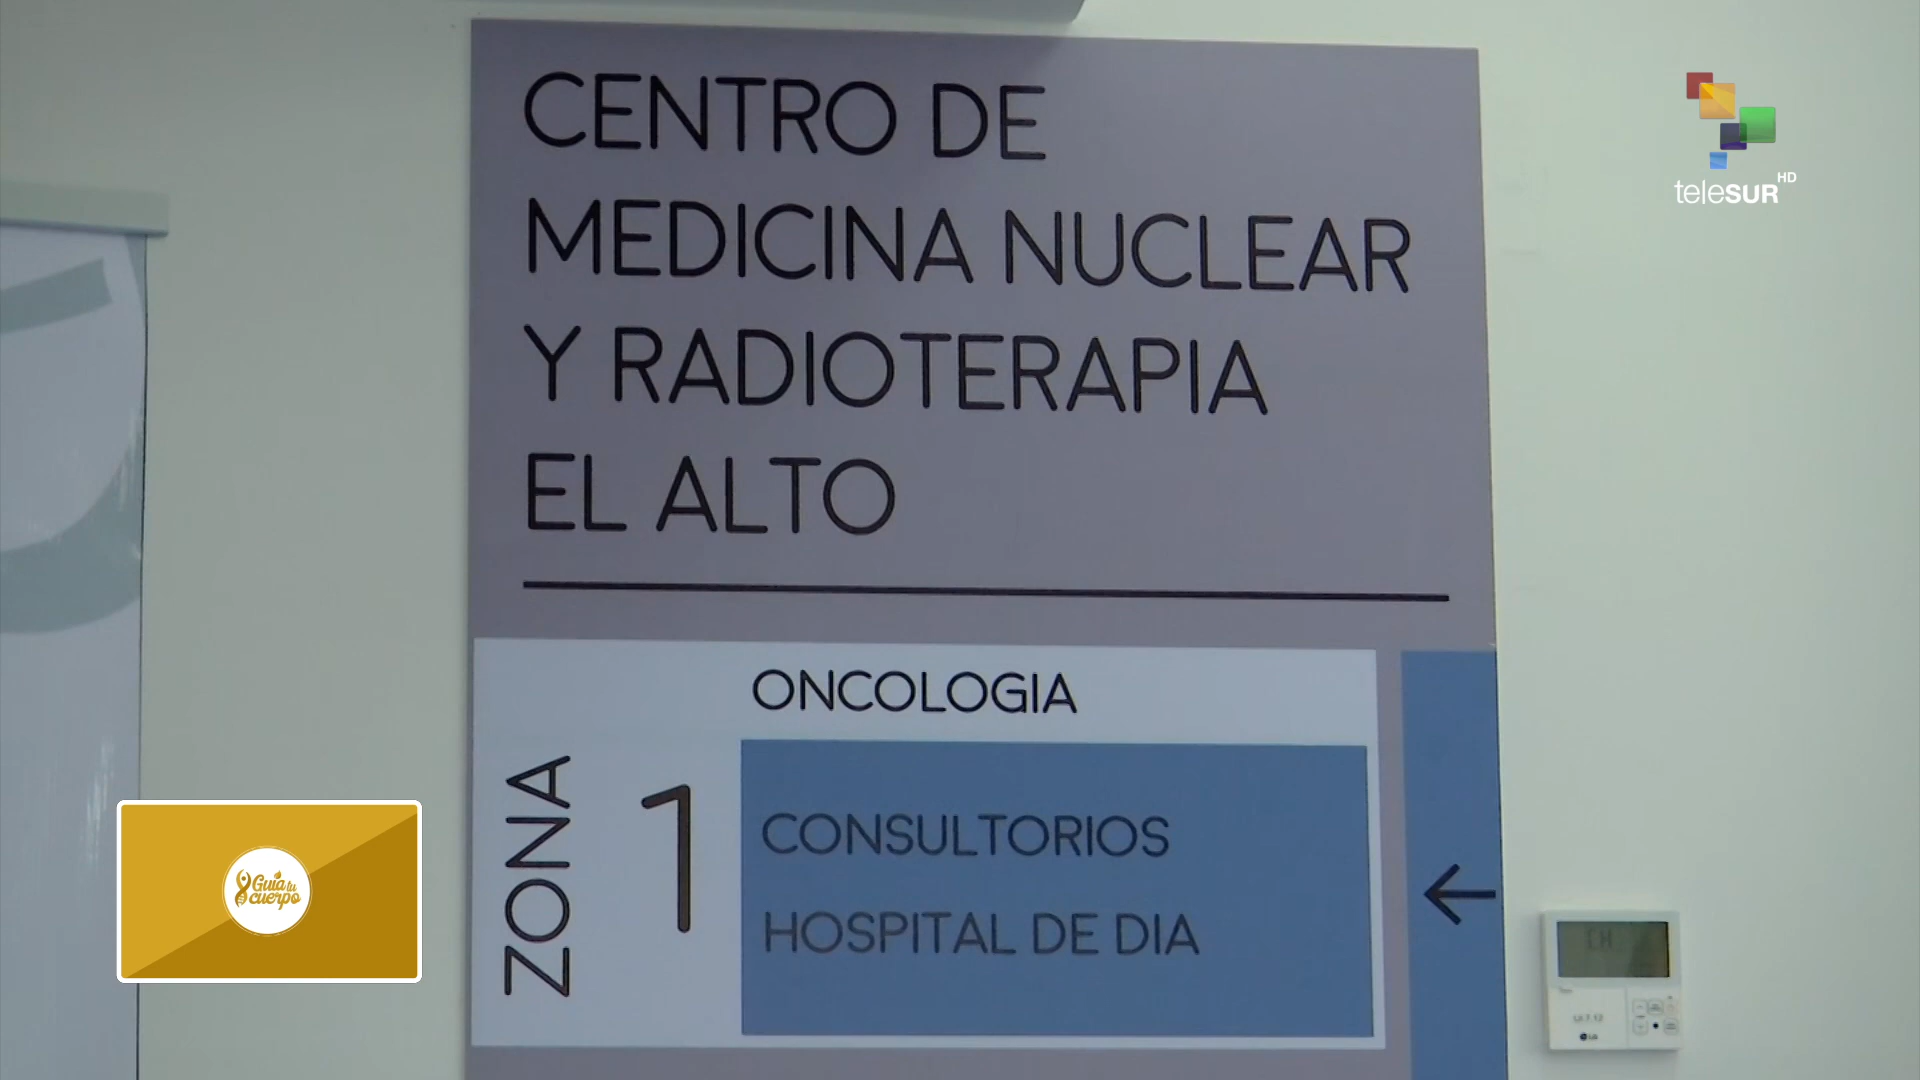 CENTRO DE
MEDICINA NUCLEAR
Y RADIOTERAPIA
EL ALTO
ONCOLOGIA
ZONA
1
CONSULTORIOS
HOSPITAL DE DIA
teleSUR HD
Guía tu
cuerpo
LG